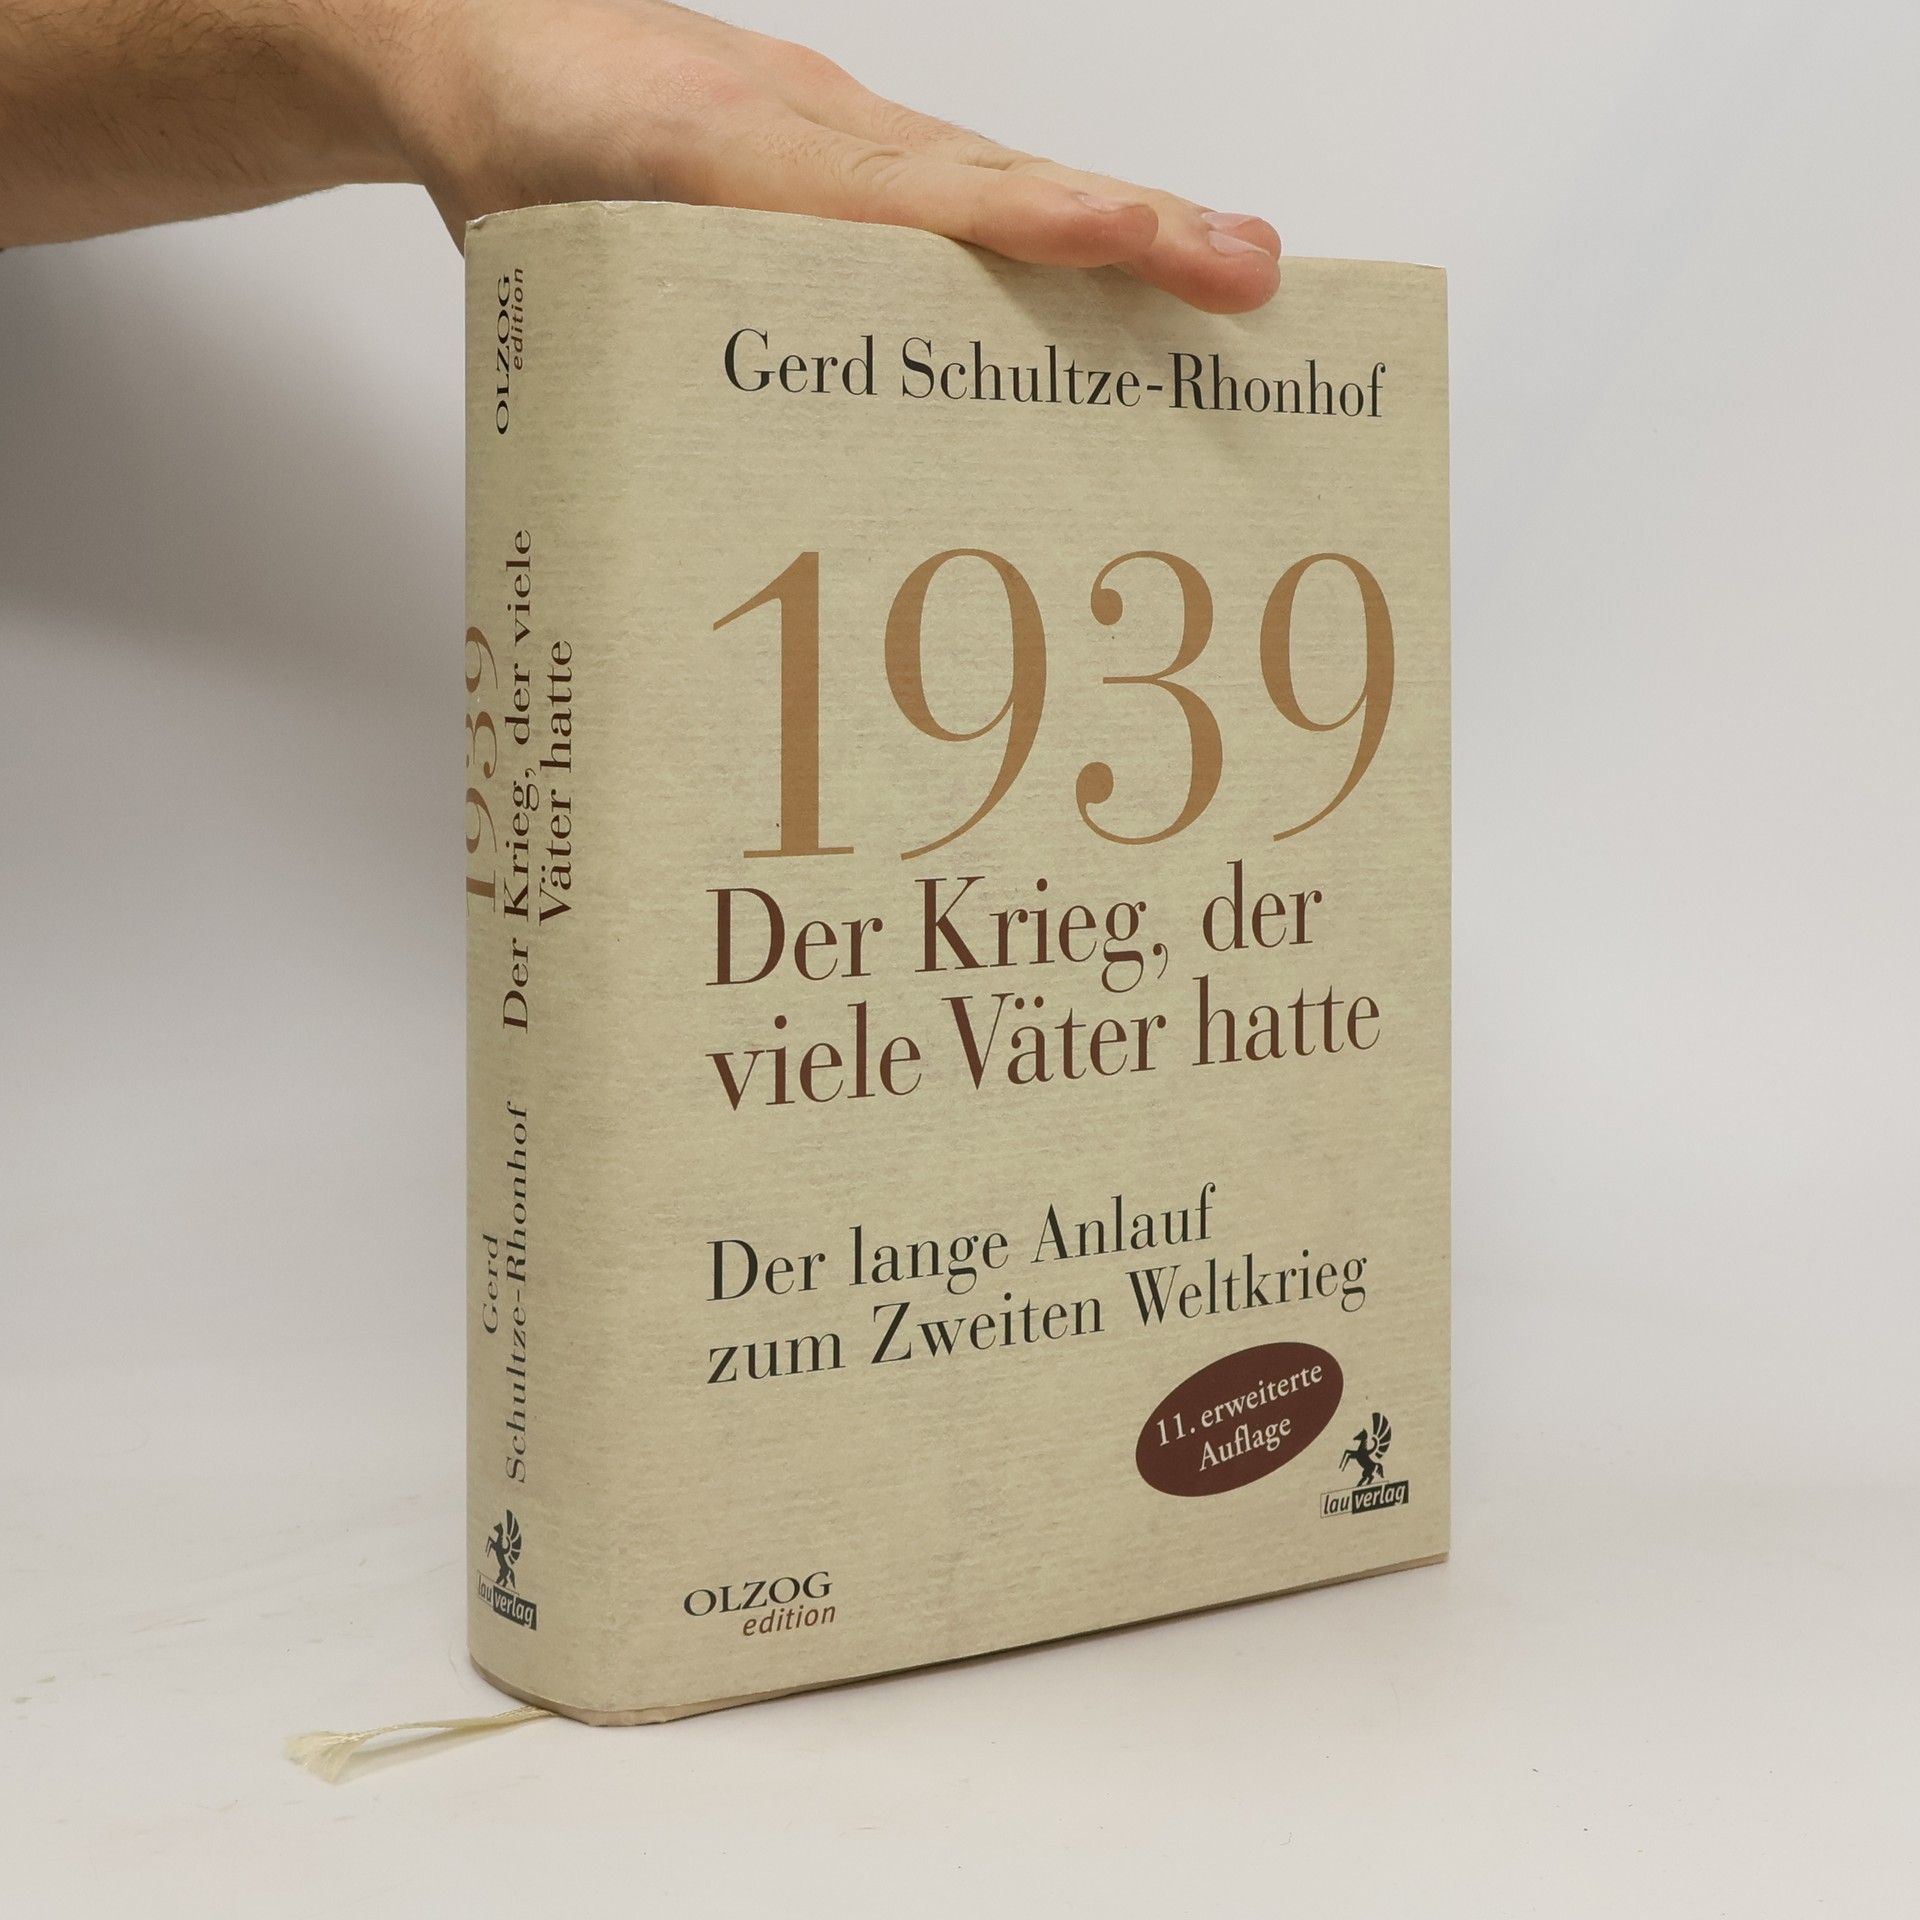 Gerd Schultze-Rhonhof
1939
Der Krieg, der
viele Väter hatte
Der lange Anlauf
zum Zweiten Weltkrieg
11. erweiterte
Auflage
lau verlag
OLZOG
edition
OLZOG
edition
1939
Der Krieg, der viele
Väter hatte
Gerd
Schultze-Rhonhof
lau verlag